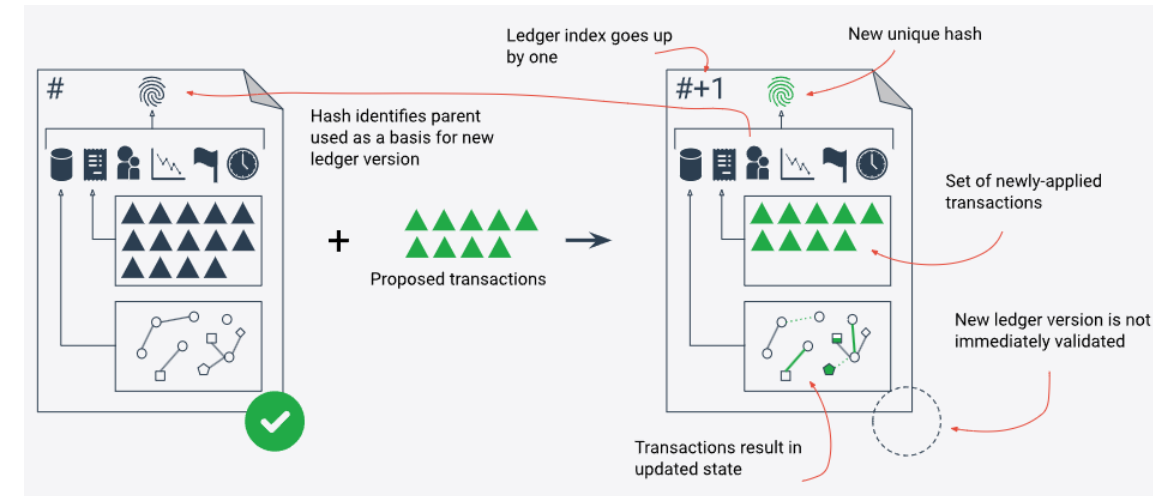 Ledger index goes up
by one
New unique hash
#
#+1
Hash identifies parent
used as a basis for new
ledger version
Set of newly-applied
transactions
+
Proposed transactions
New ledger version is not
immediately validated
Transactions result in
updated state